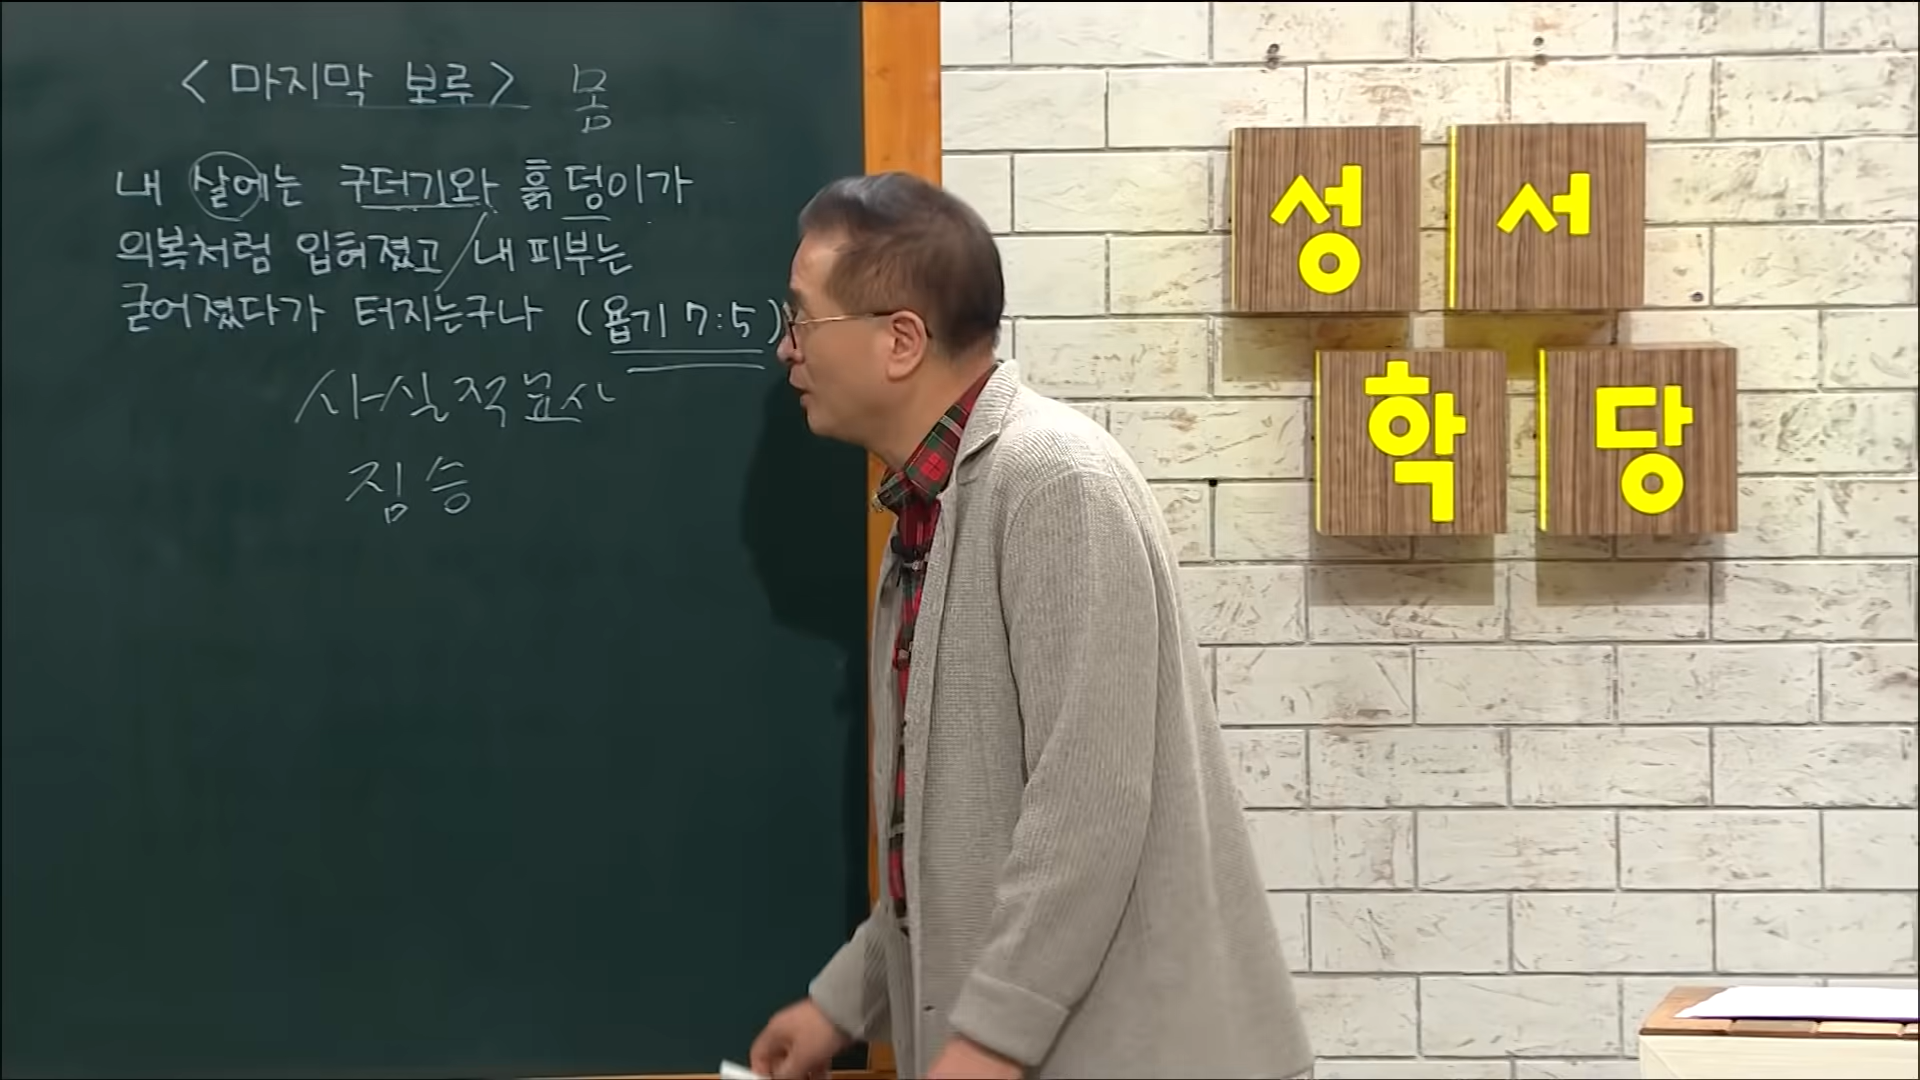 <마지막 보루> 몸
내 살에는 구더기와 흙 덩이가
의복처럼 입혀졌고 / 내 피부는
굳어졌다가 터지는구나 (욥기 7:5)
사실적 묘사
짐승
성서
학당